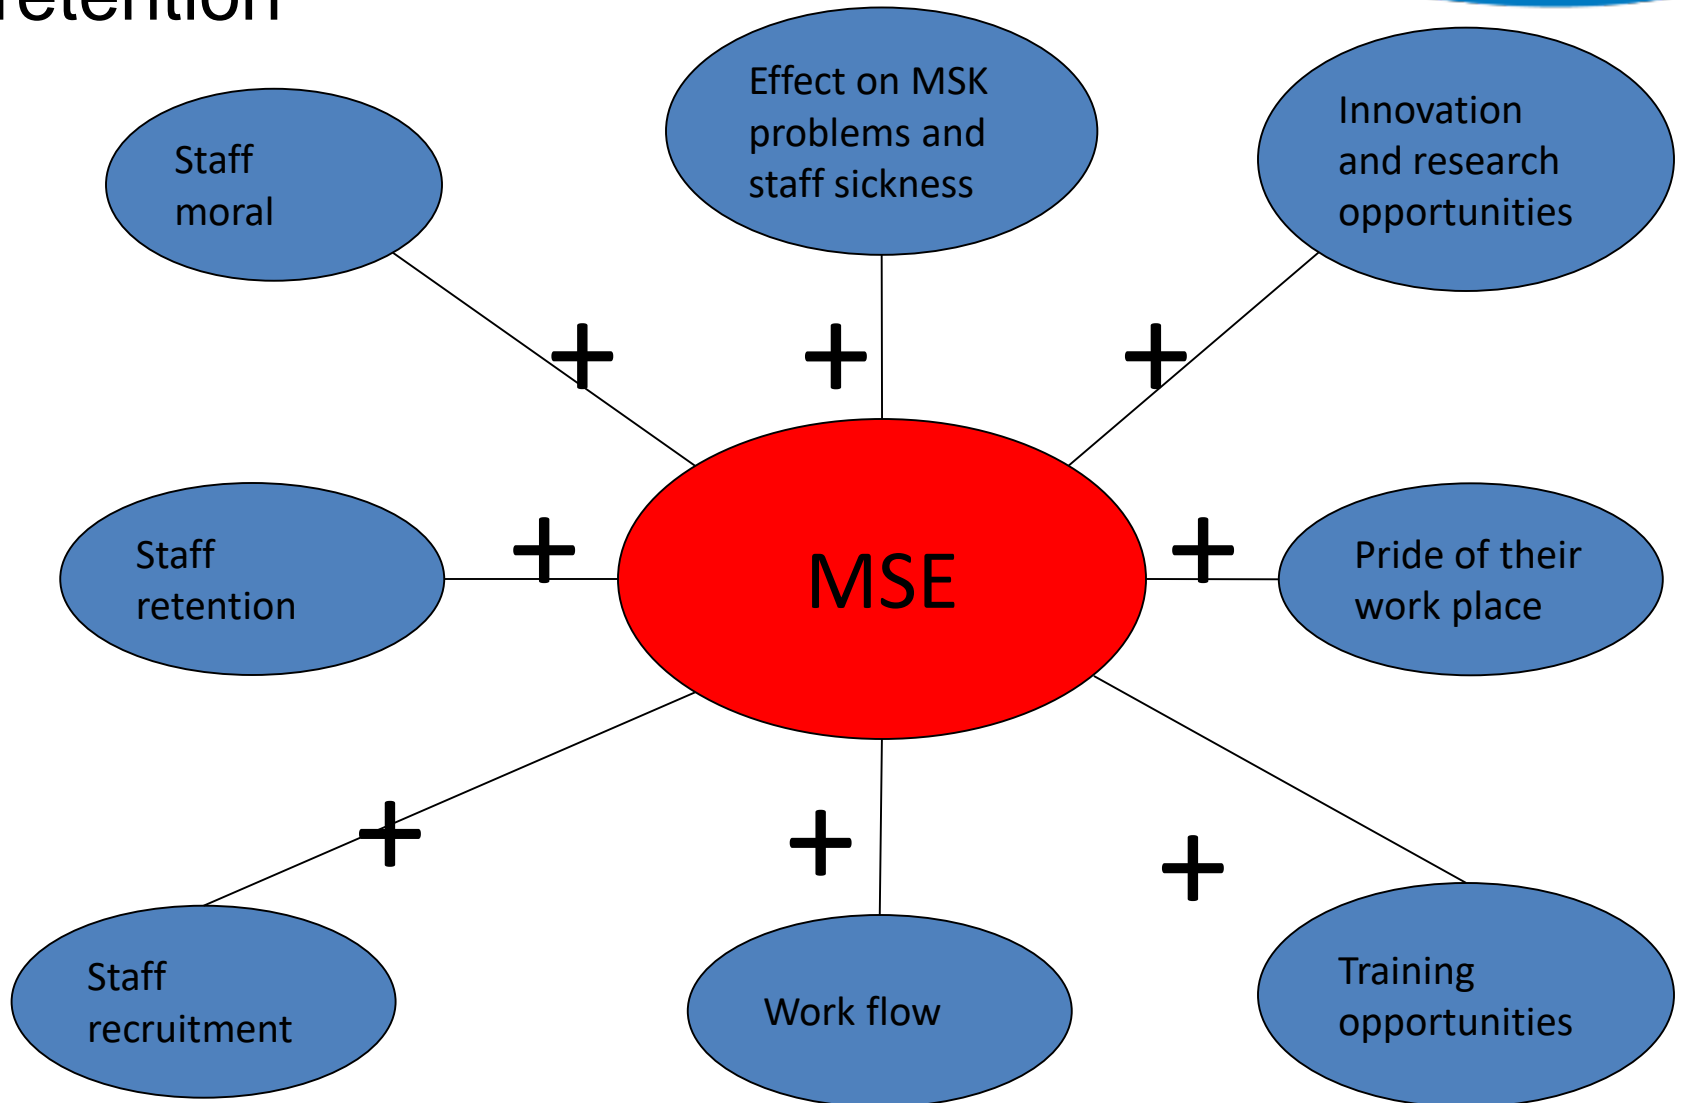 retention
Effect on MSK
problems and
staff sickness
Innovation
and research
opportunities
Staff
moral
+
+
+
Staff
retention
+
MSE
+
Pride of their
work place
+
+
+
Staff
recruitment
Work flow
Training
opportunities